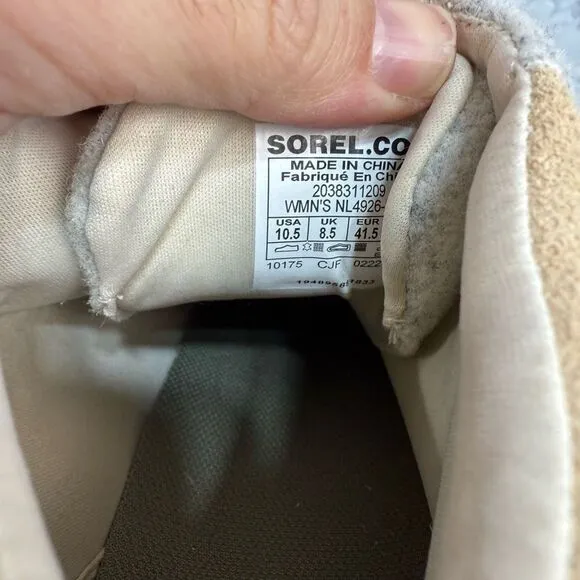 SOREL.CO
MADE IN CHINA
Fabriqué En Chi
2038311209
WMN'S NL4926-
USA UK EUR
10.5 8.5 41.5
10175 CJF 0222